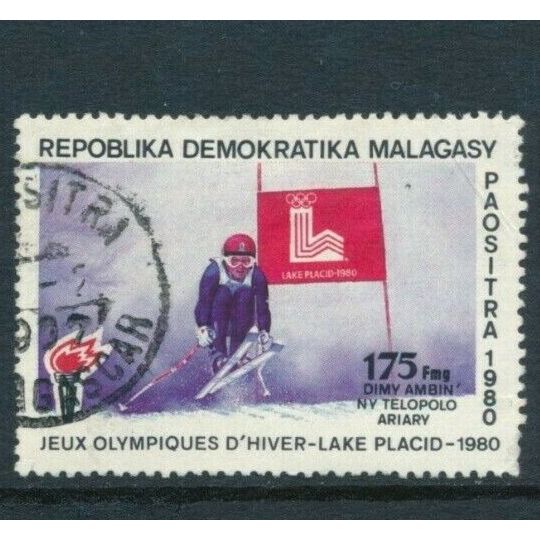 REPOBLIKA DEMOKRATIKA MALAGASY
PAOSITRA 1980
LAKE PLACID-1980
175 Fmg
DIMY AMBIN'
NY TELOPOLO
ARIARY
JEUX OLYMPIQUES D'HIVER-LAKE PLACID-1980